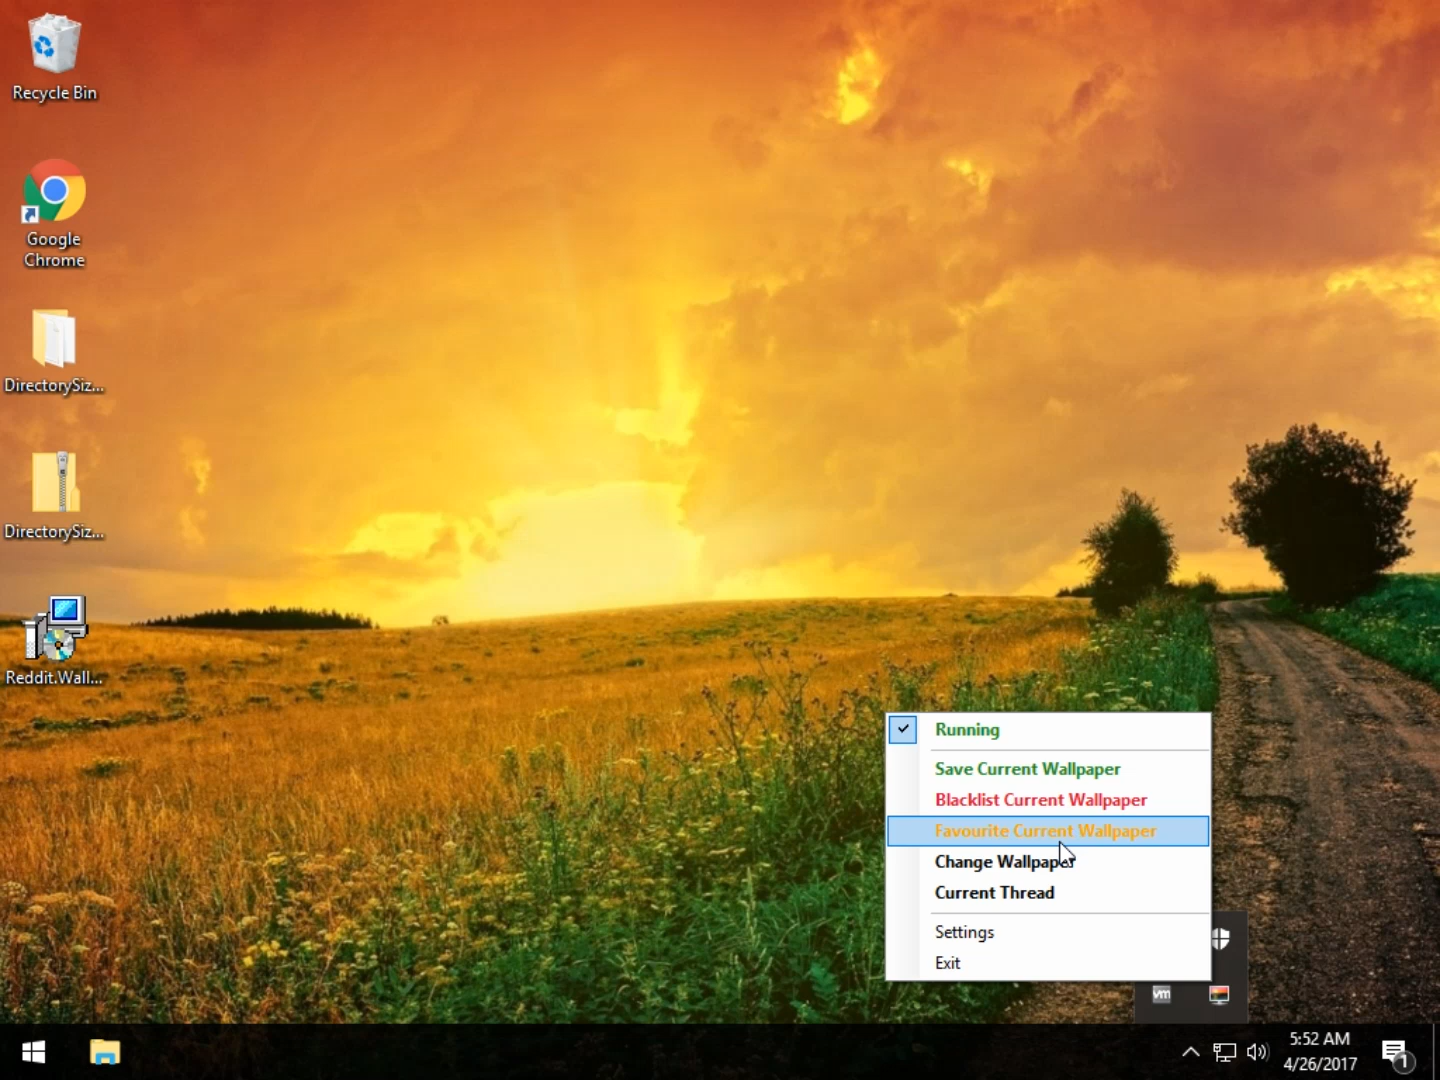 Recycle Bin
Google
Chrome
DirectorySiz...
DirectorySiz...
Reddit.Wall...
Running
Save Current Wallpaper
Blacklist Current Wallpaper
Favourite Current Wallpaper
Change Wallpaper
Current Thread
Settings
Exit
vm
5:52 AM
4/26/2017
1